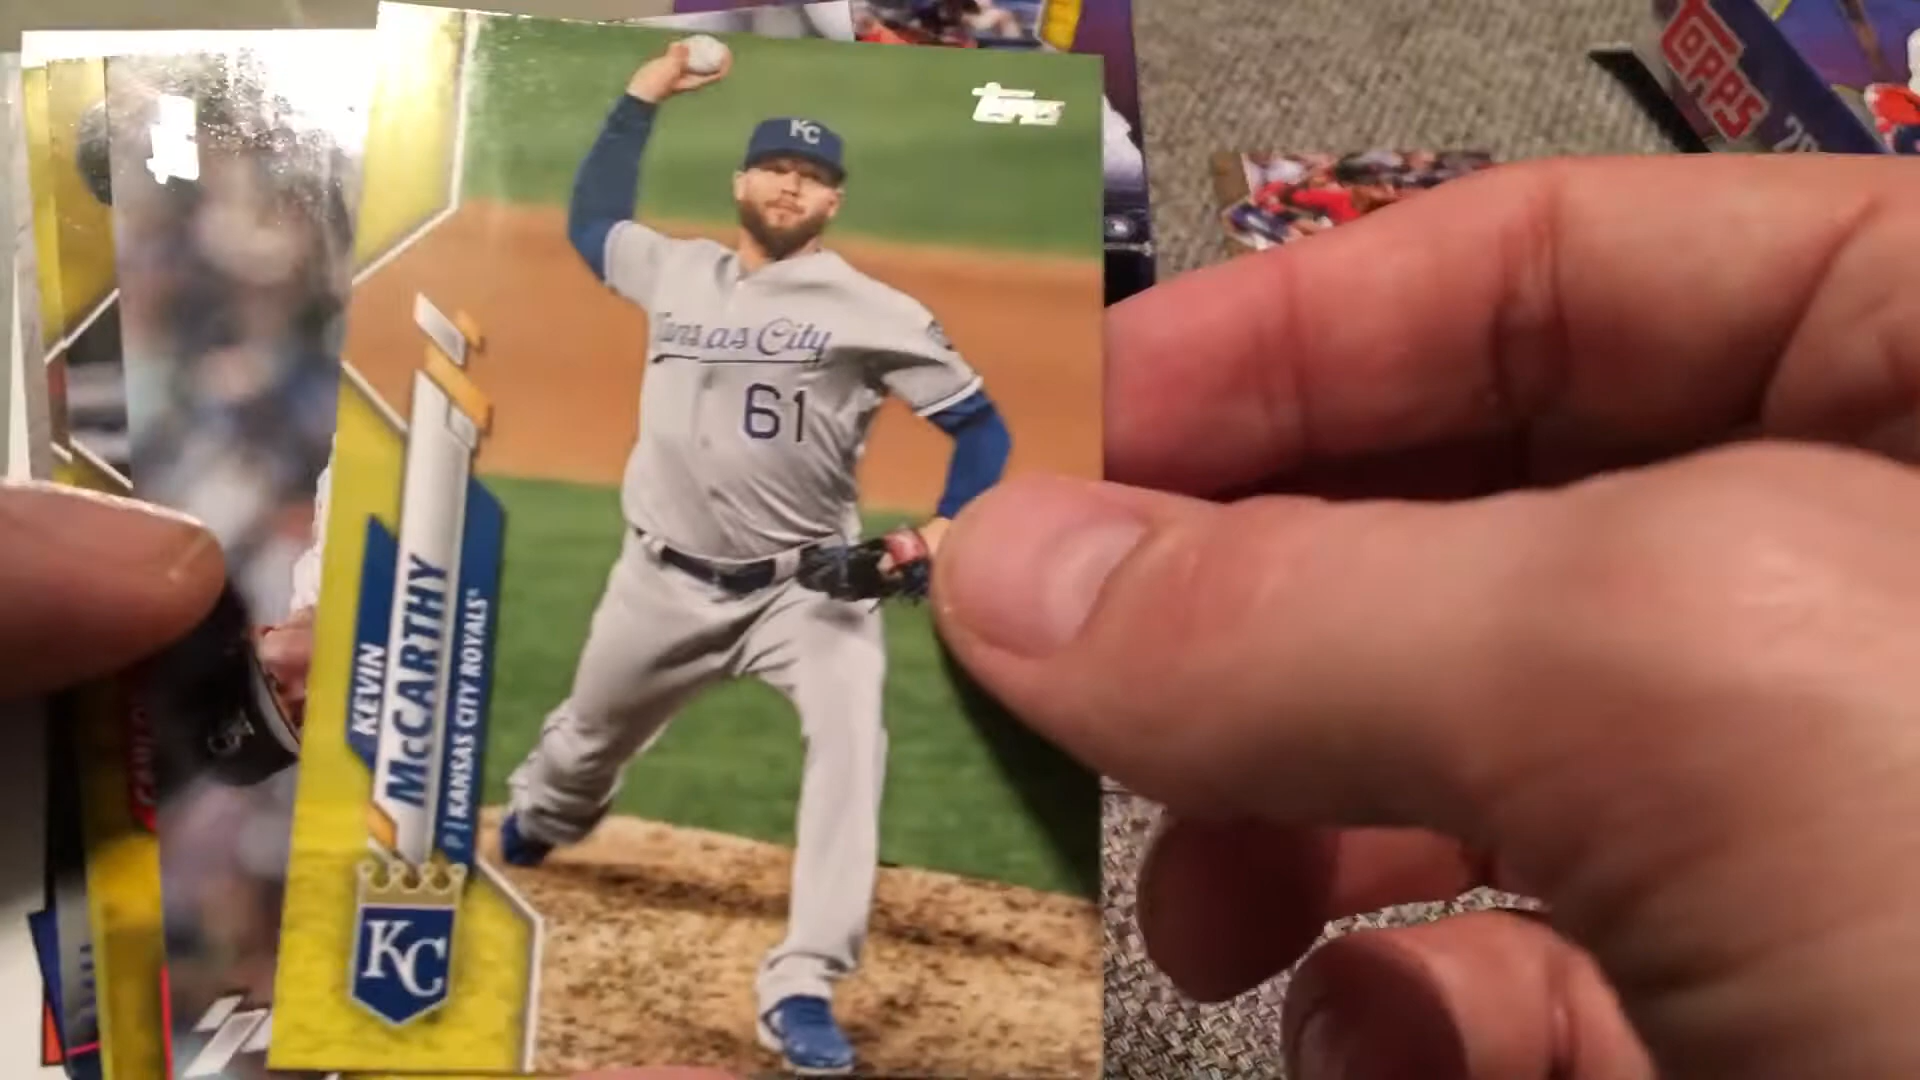 Topps
KC
Kansas City
61
KEVIN
McCARTHY
P | KANSAS CITY ROYALS®
KC
TOPPS